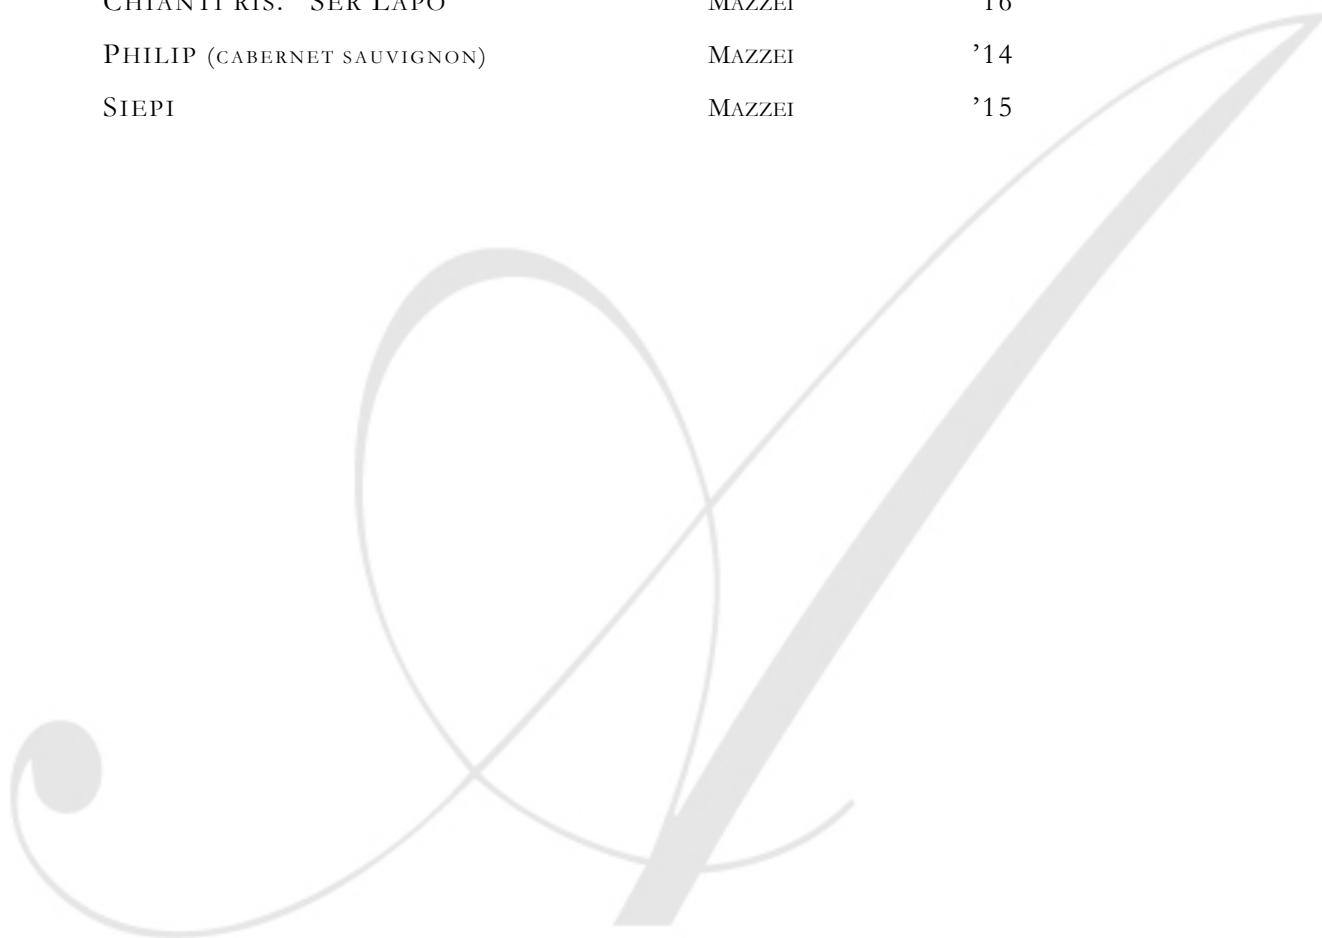 CHIANTI RIS. SER LAPO MAZZEI 16
PHILIP (CABERNET SAUVIGNON) MAZZEI ’14
SIEPI MAZZEI ’15
A